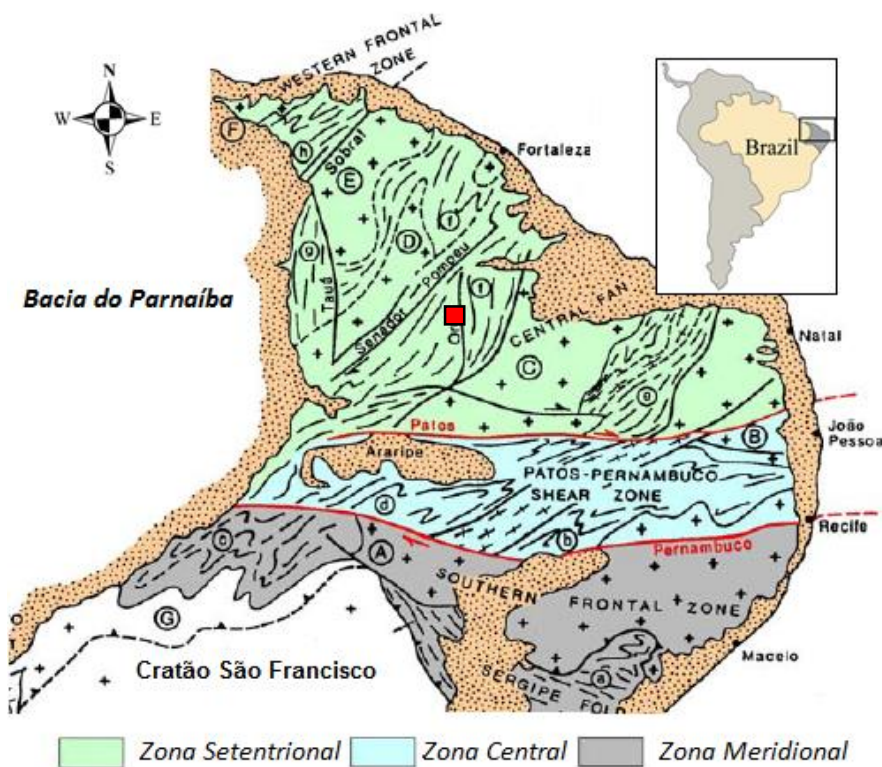 N
W E
S
WESTERN FRONTAL
ZONE
F
h
Sobral
E
Fortaleza
Brazil
D
f
g
Tauá
Senador Pompeu
f
Bacia do Parnaíba
CENTRAL FAN
C
Natal
e
Patos
B
João
Pessoa
Araripe
PATOS-PERNAMBUCO
SHEAR ZONE
d
Recife
c
A
b
Pernambuco
SOUTHERN
FRONTAL ZONE
G
Maceio
Cratão São Francisco
a
SERGIPE FOLD
Zona Setentrional
Zona Central
Zona Meridional